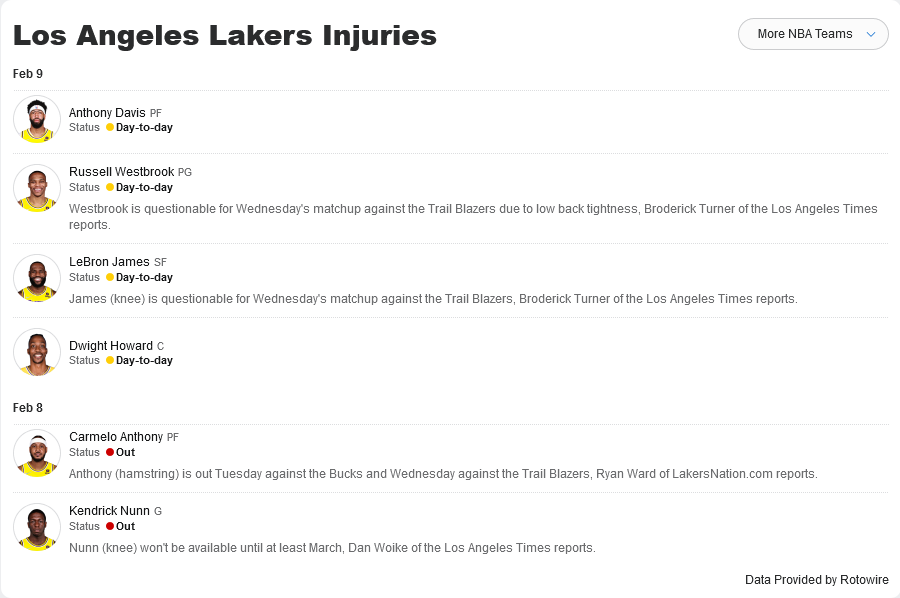 Los Angeles Lakers Injuries
More NBA Teams
Feb 9
Anthony Davis PF
Status Day-to-day
Russell Westbrook PG
Status Day-to-day
Westbrook is questionable for Wednesday's matchup against the Trail Blazers due to low back tightness, Broderick Turner of the Los Angeles Times
reports.
LeBron James SF
Status Day-to-day
James (knee) is questionable for Wednesday's matchup against the Trail Blazers, Broderick Turner of the Los Angeles Times reports.
Dwight Howard C
Status Day-to-day
Feb 8
Carmelo Anthony PF
Status Out
Anthony (hamstring) is out Tuesday against the Bucks and Wednesday against the Trail Blazers, Ryan Ward of LakersNation.com reports.
Kendrick Nunn G
Status Out
Nunn (knee) won't be available until at least March, Dan Woike of the Los Angeles Times reports.
Data Provided by Rotowire